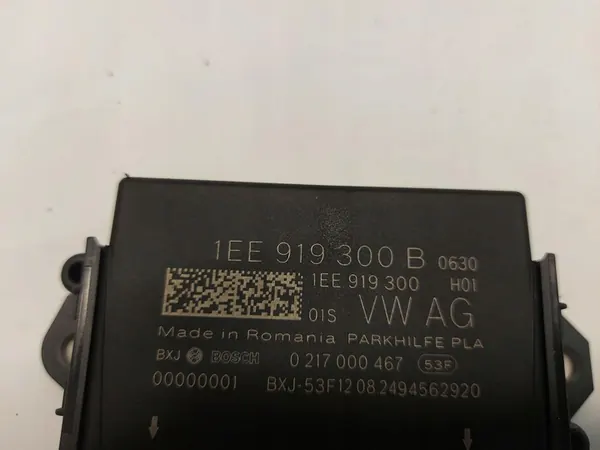 1EE 919 300 B 0630
1EE 919 300 H01
01S VW AG
Made in Romania PARKHILFE PLA
BXJ BOSCH 0 217 000 467 53F
00000001 BXJ-53F12 08.2494562920